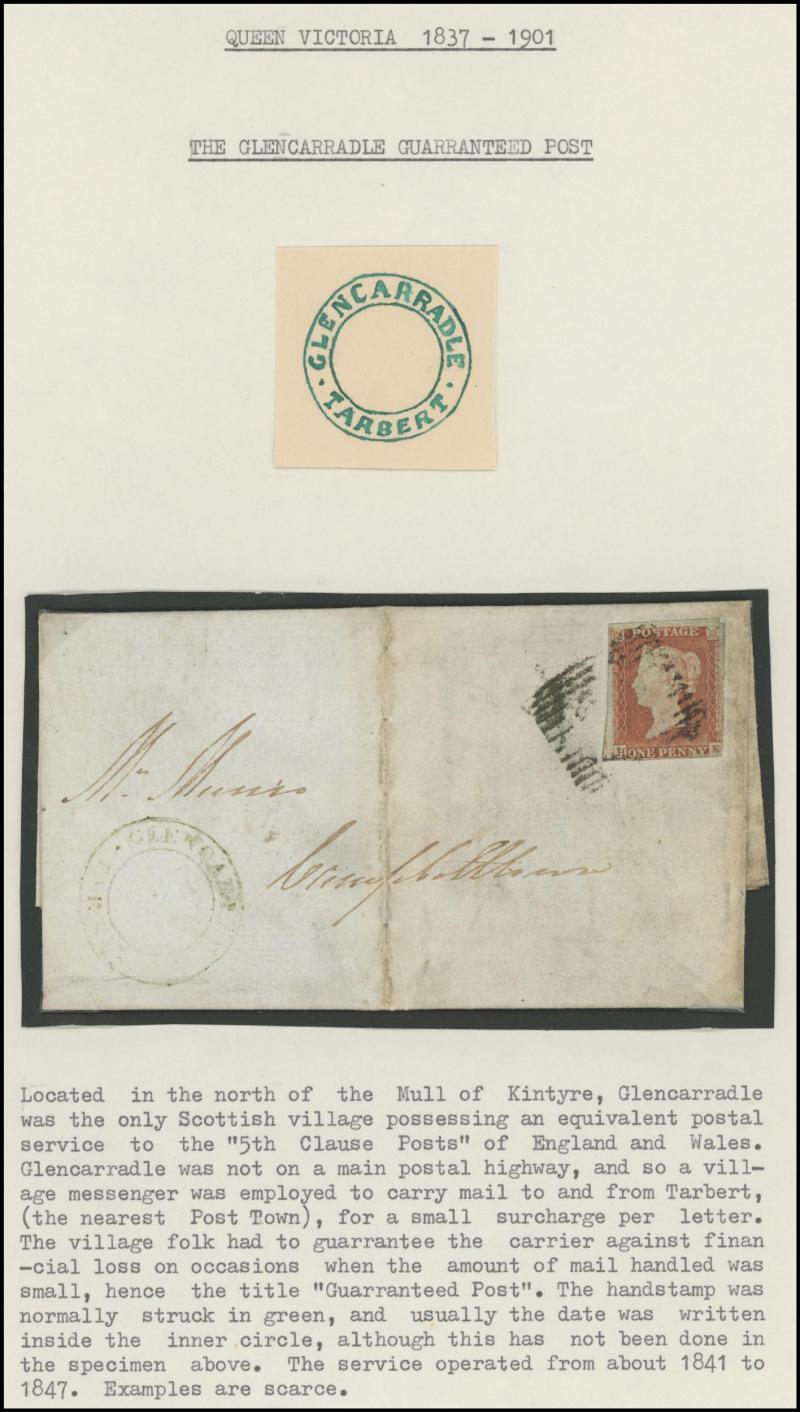 QUEEN VICTORIA 1837 - 1901
THE GLENCARRADLE GUARRANTEED POST
GLENCARRADLE
· TARBERT ·
POSTAGE
ONE PENNY
Mr Munro
GLENCAR
Campbelltown
Located in the north of the Mull of Kintyre, Glencarradle
was the only Scottish village possessing an equivalent postal
service to the "5th Clause Posts" of England and Wales.
Glencarradle was not on a main postal highway, and so a vill-
age messenger was employed to carry mail to and from Tarbert,
(the nearest Post Town), for a small surcharge per letter.
The village folk had to guarrantee the carrier against finan
-cial loss on occasions when the amount of mail handled was
small, hence the title "Guarranteed Post". The handstamp was
normally struck in green, and usually the date was written
inside the inner circle, although this has not been done in
the specimen above. The service operated from about 1841 to
1847. Examples are scarce.